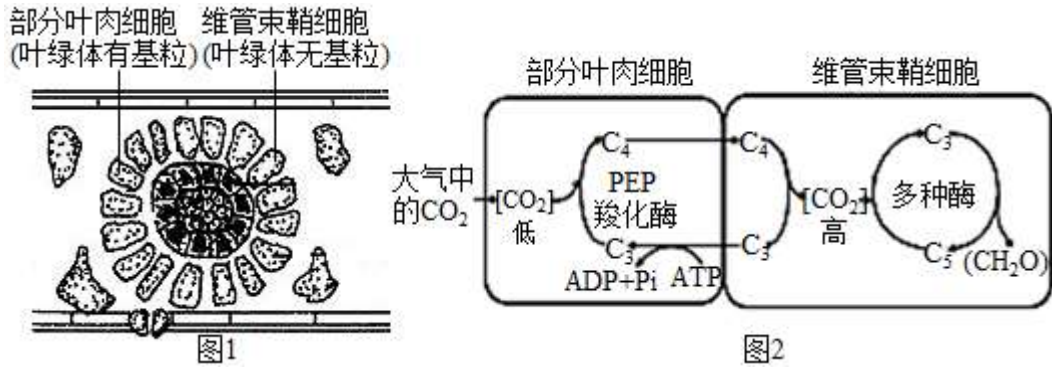 部分叶肉细胞 维管束鞘细胞
(叶绿体有基粒) (叶绿体无基粒)
图1
部分叶肉细胞 维管束鞘细胞
大气中
的CO₂
[CO₂]
低
C₄
PEP
羧化酶
C₃
ADP+Pi ATP
C₄
C₃
[CO₂]
高
C₃
多种酶
C₅
(CH₂O)
图2